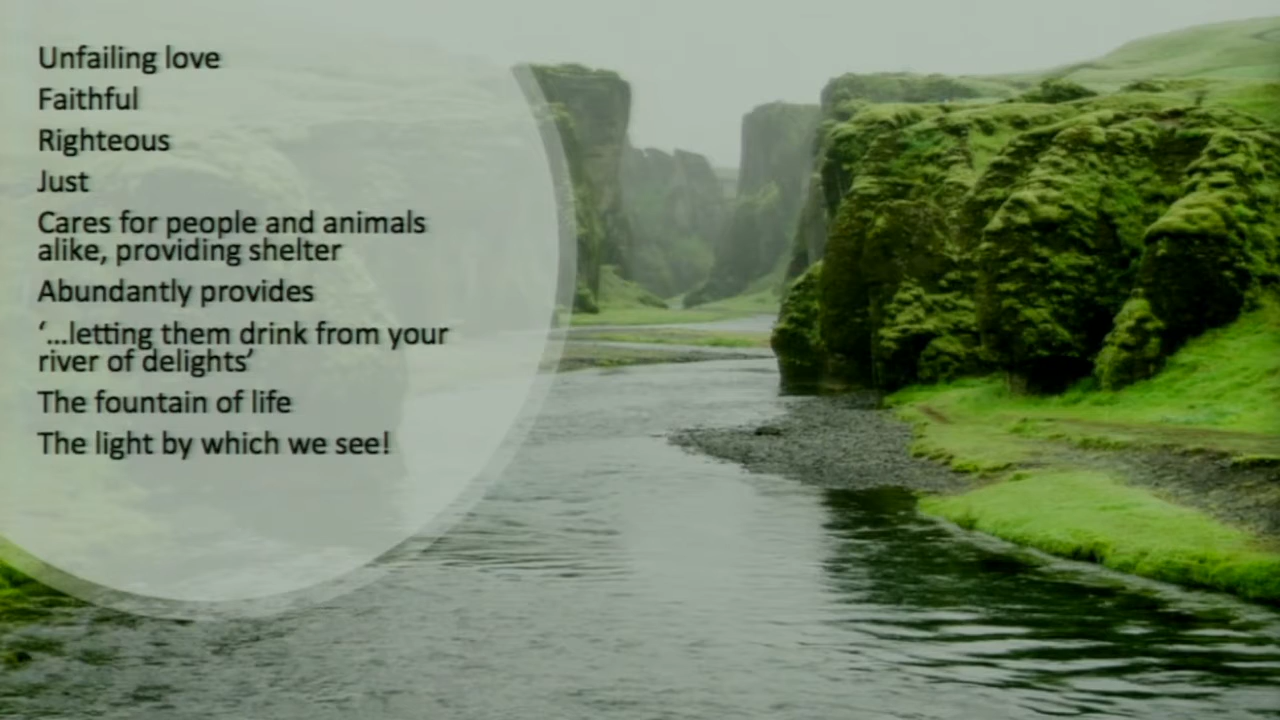 Unfailing love
Faithful
Righteous
Just
Cares for people and animals
alike, providing shelter
Abundantly provides
‘...letting them drink from your
river of delights’
The fountain of life
The light by which we see!